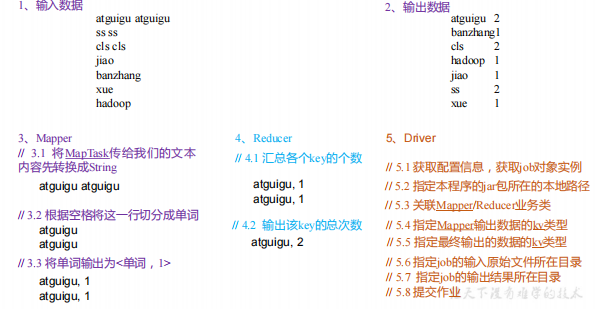 1、输入数据
atguigu atguigu
ss ss
cls cls
jiao
banzhang
xue
hadoop
2、输出数据
atguigu 2
banzhang1
cls 2
hadoop 1
jiao 1
ss 2
xue 1
3、Mapper
// 3.1 将MapTask传给我们的文本
内容先转换成String
atguigu atguigu
// 3.2 根据空格将这一行切分成单词
atguigu
atguigu
// 3.3 将单词输出为<单词，1>
atguigu, 1
atguigu, 1
4、Reducer
// 4.1 汇总各个key的个数
atguigu, 1
atguigu, 1
// 4.2 输出该key的总次数
atguigu, 2
5、Driver
// 5.1 获取配置信息，获取job对象实例
// 5.2 指定本程序的jar包所在的本地路径
// 5.3 关联Mapper/Reducer业务类
// 5.4 指定Mapper输出数据的kv类型
// 5.5 指定最终输出的数据的kv类型
// 5.6 指定job的输入原始文件所在目录
// 5.7 指定job的输出结果所在目录
// 5.8 提交作业